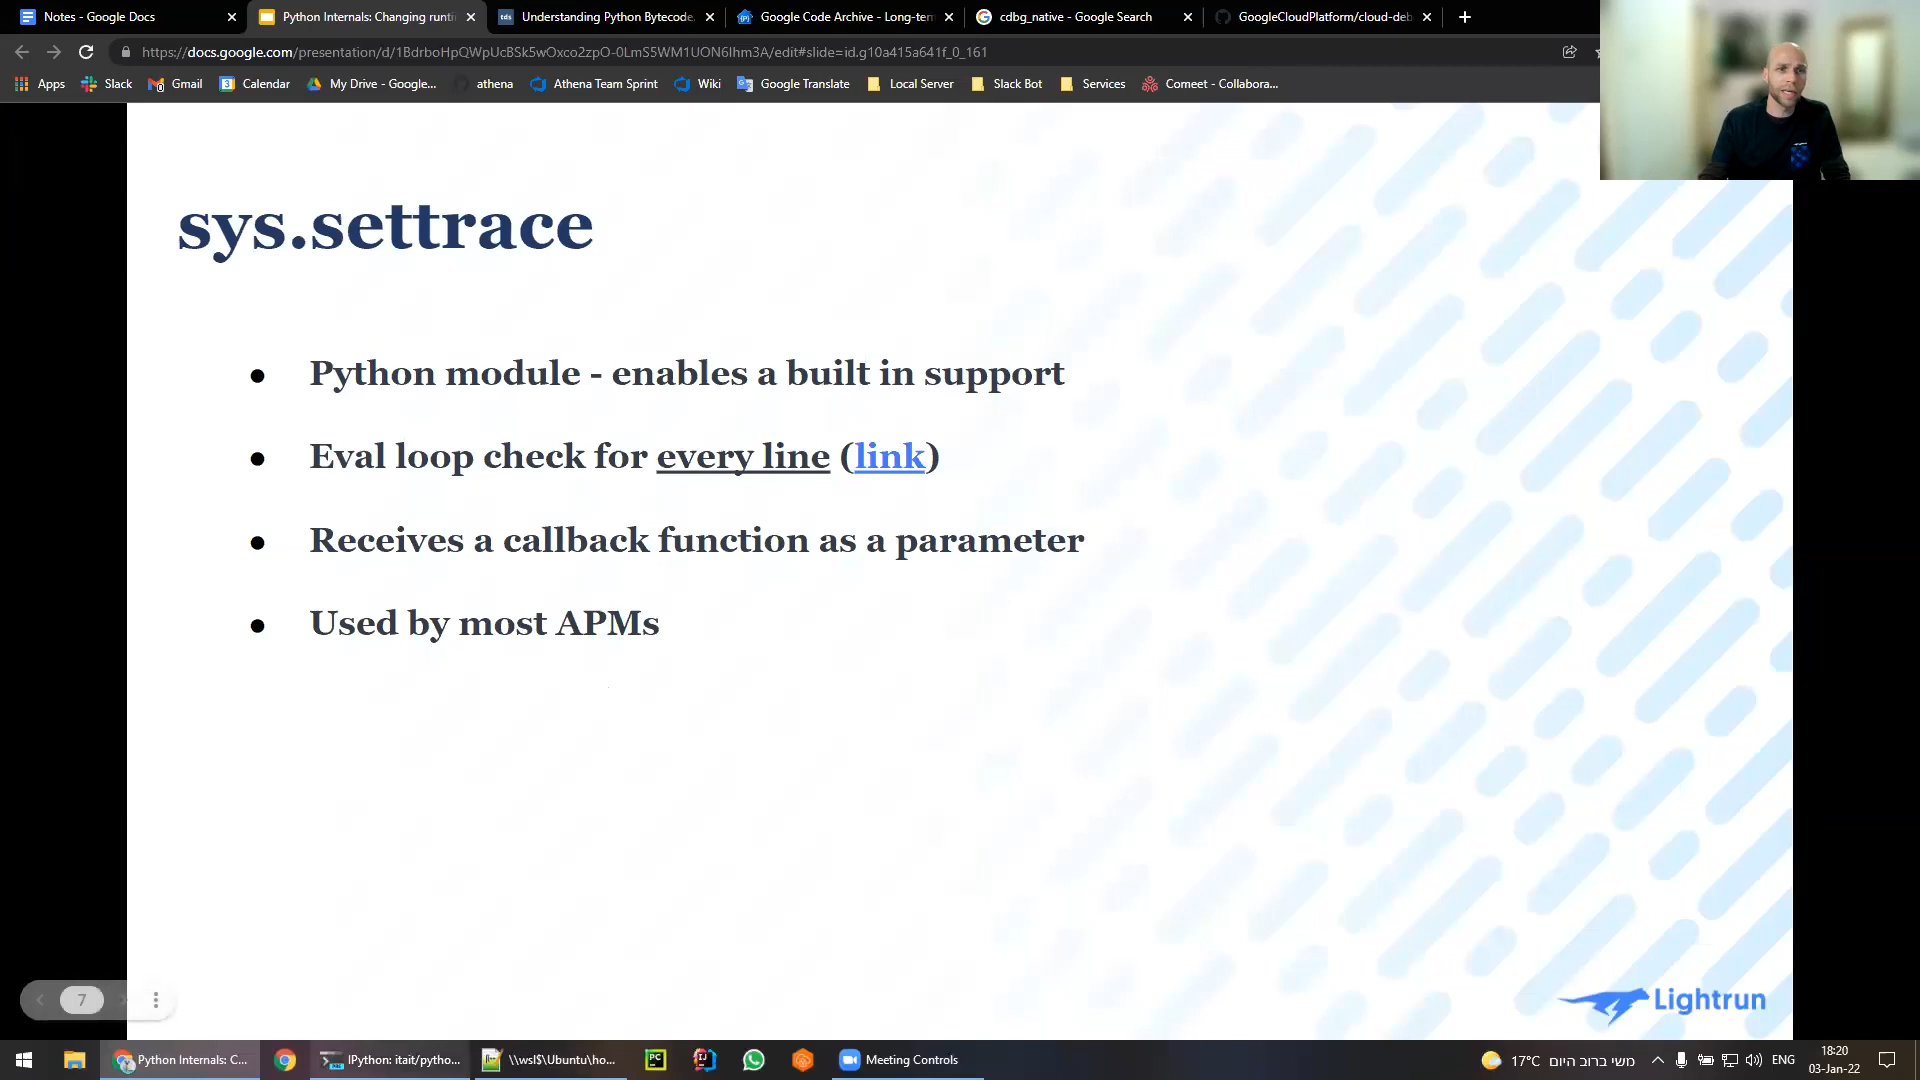 Notes - Google Docs
Python Internals: Changing runti
tds
Understanding Python Bytecode.
Google Code Archive - Long-term
cdbg_native - Google Search
GoogleCloudPlatform/cloud-deb
https://docs.google.com/presentation/d/1BdrboHpQWpUcBSk5wOxco2zpO-0LmS5WM1UON6Ihm3A/edit#slide=id.g10a415a641f_0_161
Apps
Slack
Gmail
Calendar
My Drive - Google...
athena
Athena Team Sprint
Wiki
Google Translate
Local Server
Slack Bot
Services
Comeet - Collabora...
sys.settrace
● Python module - enables a built in support
● Eval loop check for every line (link)
● Receives a callback function as a parameter
● Used by most APMs
7
Lightrun
Python Internals: C...
IPython: itait/pytho...
\\wsl$\Ubuntu\ho...
PC
IJ
Meeting Controls
17°C משי ברוב היום
ENG
18:20
03-Jan-22